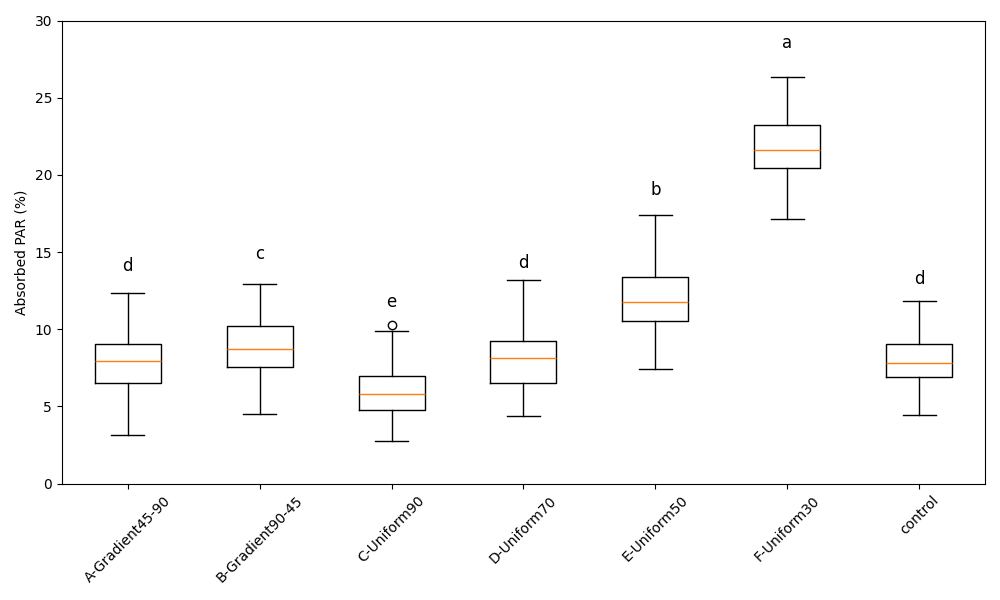 Absorbed PAR (%)
30
25
20
15
10
5
0
d
c
e
d
b
a
d
A-Gradient45-90
B-Gradient90-45
C-Uniform90
D-Uniform70
E-Uniform50
F-Uniform30
control